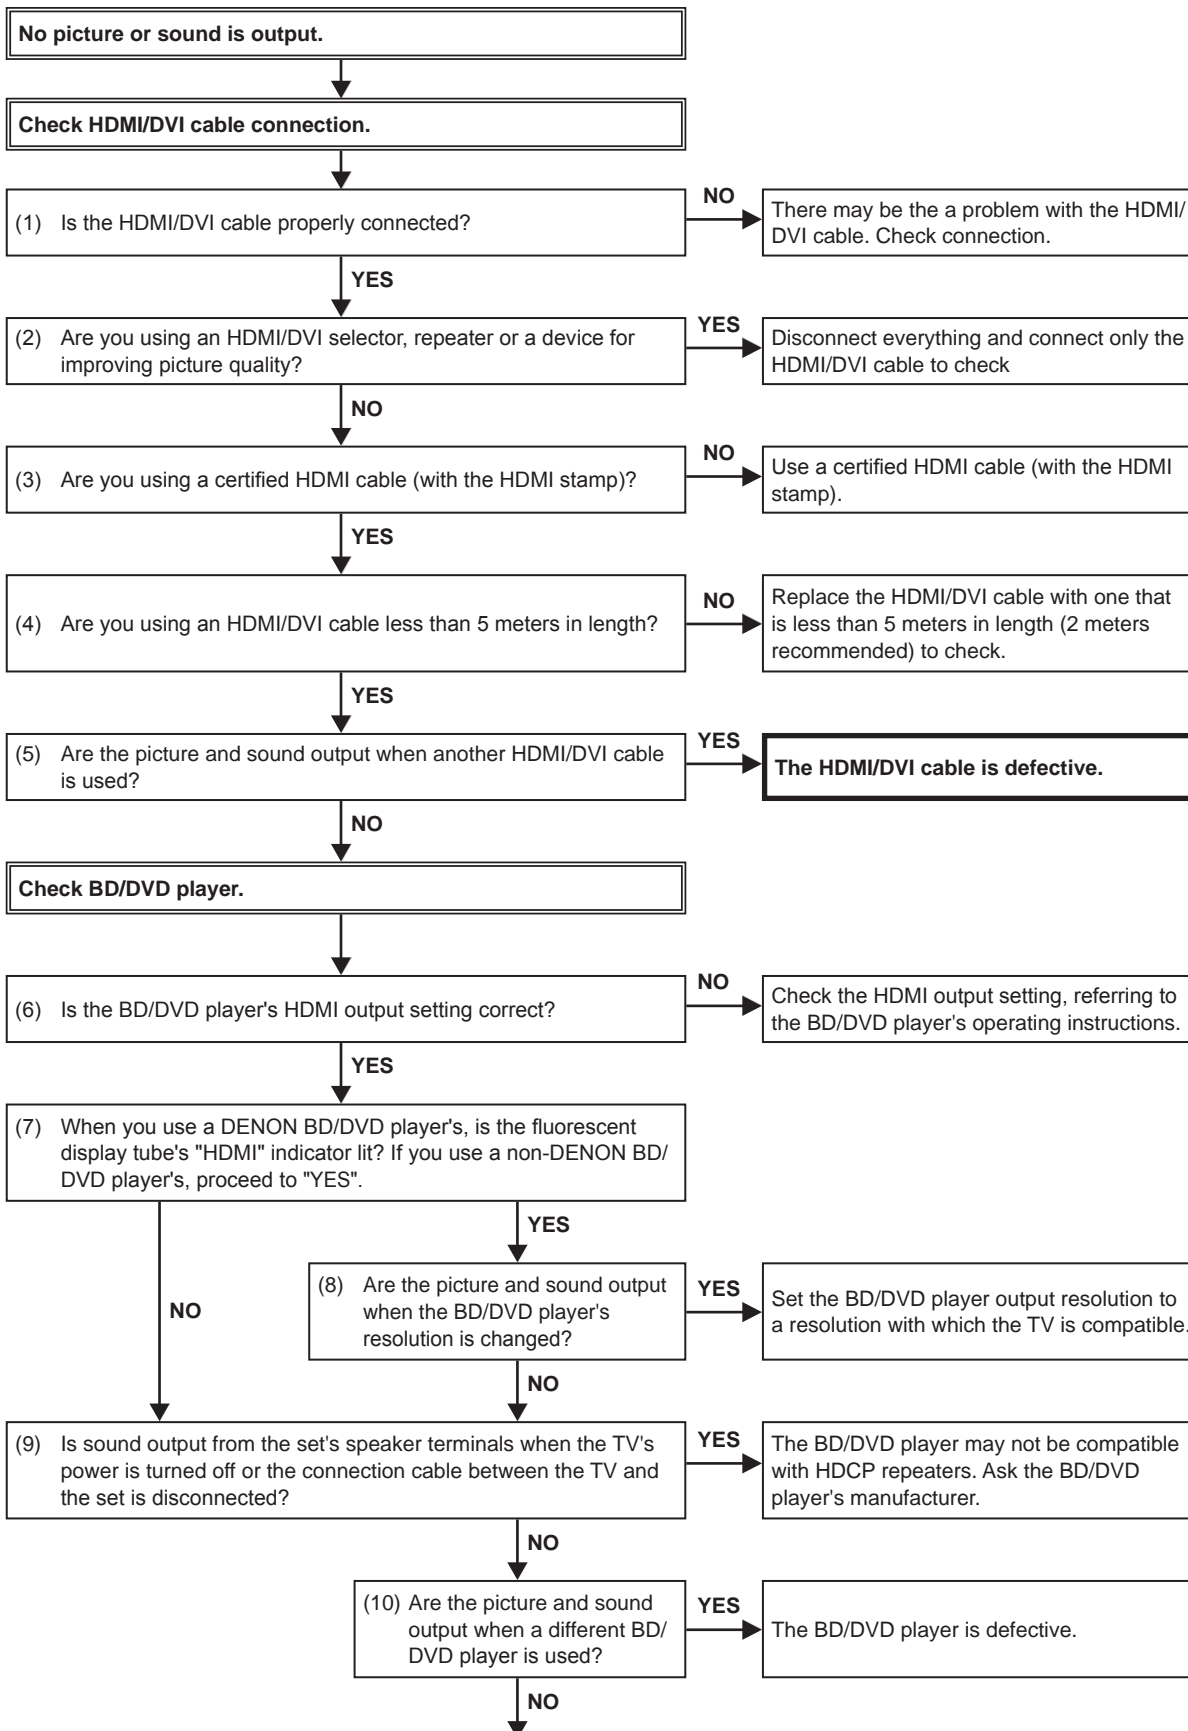 No picture or sound is output.
Check HDMI/DVI cable connection.
(1) Is the HDMI/DVI cable properly connected?
NO
There may be the a problem with the HDMI/
DVI cable. Check connection.
YES
(2) Are you using an HDMI/DVI selector, repeater or a device for
improving picture quality?
YES
Disconnect everything and connect only the
HDMI/DVI cable to check
NO
(3) Are you using a certified HDMI cable (with the HDMI stamp)?
NO
Use a certified HDMI cable (with the HDMI
stamp).
YES
(4) Are you using an HDMI/DVI cable less than 5 meters in length?
NO
Replace the HDMI/DVI cable with one that
is less than 5 meters in length (2 meters
recommended) to check.
YES
(5) Are the picture and sound output when another HDMI/DVI cable
is used?
YES
The HDMI/DVI cable is defective.
NO
Check BD/DVD player.
(6) Is the BD/DVD player's HDMI output setting correct?
NO
Check the HDMI output setting, referring to
the BD/DVD player's operating instructions.
YES
(7) When you use a DENON BD/DVD player's, is the fluorescent
display tube's "HDMI" indicator lit? If you use a non-DENON BD/
DVD player's, proceed to "YES".
YES
NO
(8) Are the picture and sound output
when the BD/DVD player's
resolution is changed?
YES
Set the BD/DVD player output resolution to
a resolution with which the TV is compatible.
NO
(9) Is sound output from the set's speaker terminals when the TV's
power is turned off or the connection cable between the TV and
the set is disconnected?
YES
The BD/DVD player may not be compatible
with HDCP repeaters. Ask the BD/DVD
player's manufacturer.
NO
(10) Are the picture and sound
output when a different BD/
DVD player is used?
YES
The BD/DVD player is defective.
NO